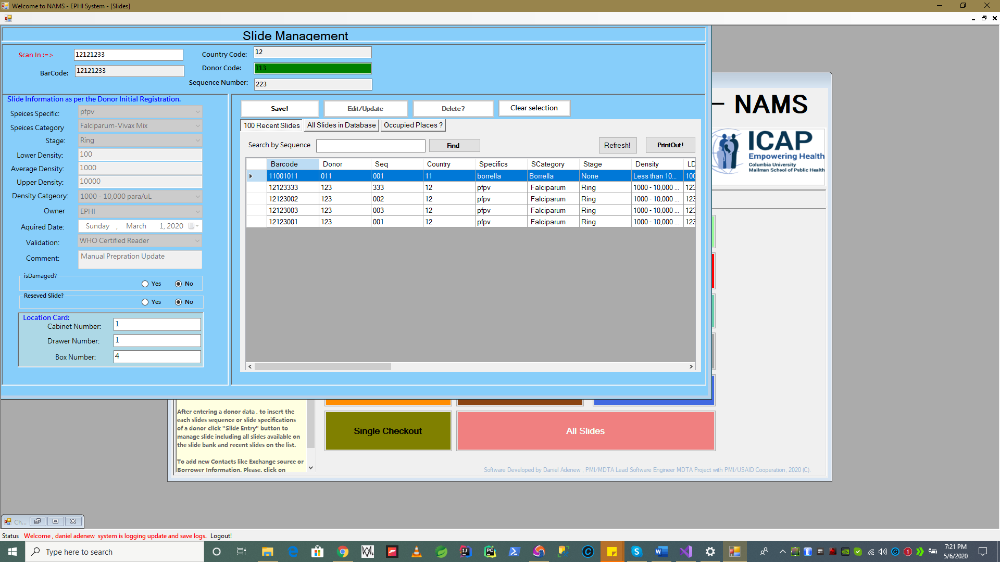 Welcome to NAMS - EPHI System - [Slides]
Slide Management
Scan In :=>
12121233
BarCode:
12121233
Country Code:
12
Donor Code:
113
Sequence Number:
223
Slide Information as per the Donor Initial Registration.
Speices Specific:
pfpv
Speices Category
Falciparum-Vivax Mix
Stage:
Ring
Lower Density:
100
Average Density:
1000
Upper Density:
10000
Density Catgeory:
1000 - 10,000 para/uL
Owner
EPHI
Aquired Date:
Sunday , March 1, 2020
Validation:
WHO Certified Reader
Comment:
Manual Prepration Update
isDamaged?
Yes No
Reseved Slide?
Yes No
Location Card:
Cabinet Number:
1
Drawer Number:
1
Box Number:
4
Save! Edit/Update Delete? Clear selection
100 Recent Slides All Slides in Database Occupied Places ?
Search by Sequence Find Refresh! PrintOut!
Barcode Donor Seq Country Specifics SCategory Stage Density LD
11001011 011 001 11 borrella Borrella None Less than 10... 100
12123333 123 333 12 pfpv Falciparum Ring 1000 - 10,000 ... 123
12123002 123 002 12 pfpv Falciparum Ring 1000 - 10,000 ... 123
12123003 123 003 12 pfpv Falciparum Ring 1000 - 10,000 ... 123
12123001 123 001 12 pfpv Falciparum Ring 1000 - 10,000 ... 123
– NAMS
ICAP
Empowering Health
Columbia University
Mailman School of Public Health
After entering a donor data , to insert the
each slides sequence or slide specifications
of a donor click "Slide Entry" button to
manage slide including all slides available on
the slide bank and recent slides on the list.
To add new Contacts like Exchange source or
Borrower Information. Please. click on
Single Checkout
All Slides
Software Developed by Daniel Adenew , PMI/MDTA Lead Software Engineer MDTA Project with PMI/USAID Cooperation, 2020 (C).
Ch...
Status Welcome , daniel adenew system is logging update and save logs. Logout!
Type here to search
7:21 PM
5/6/2020